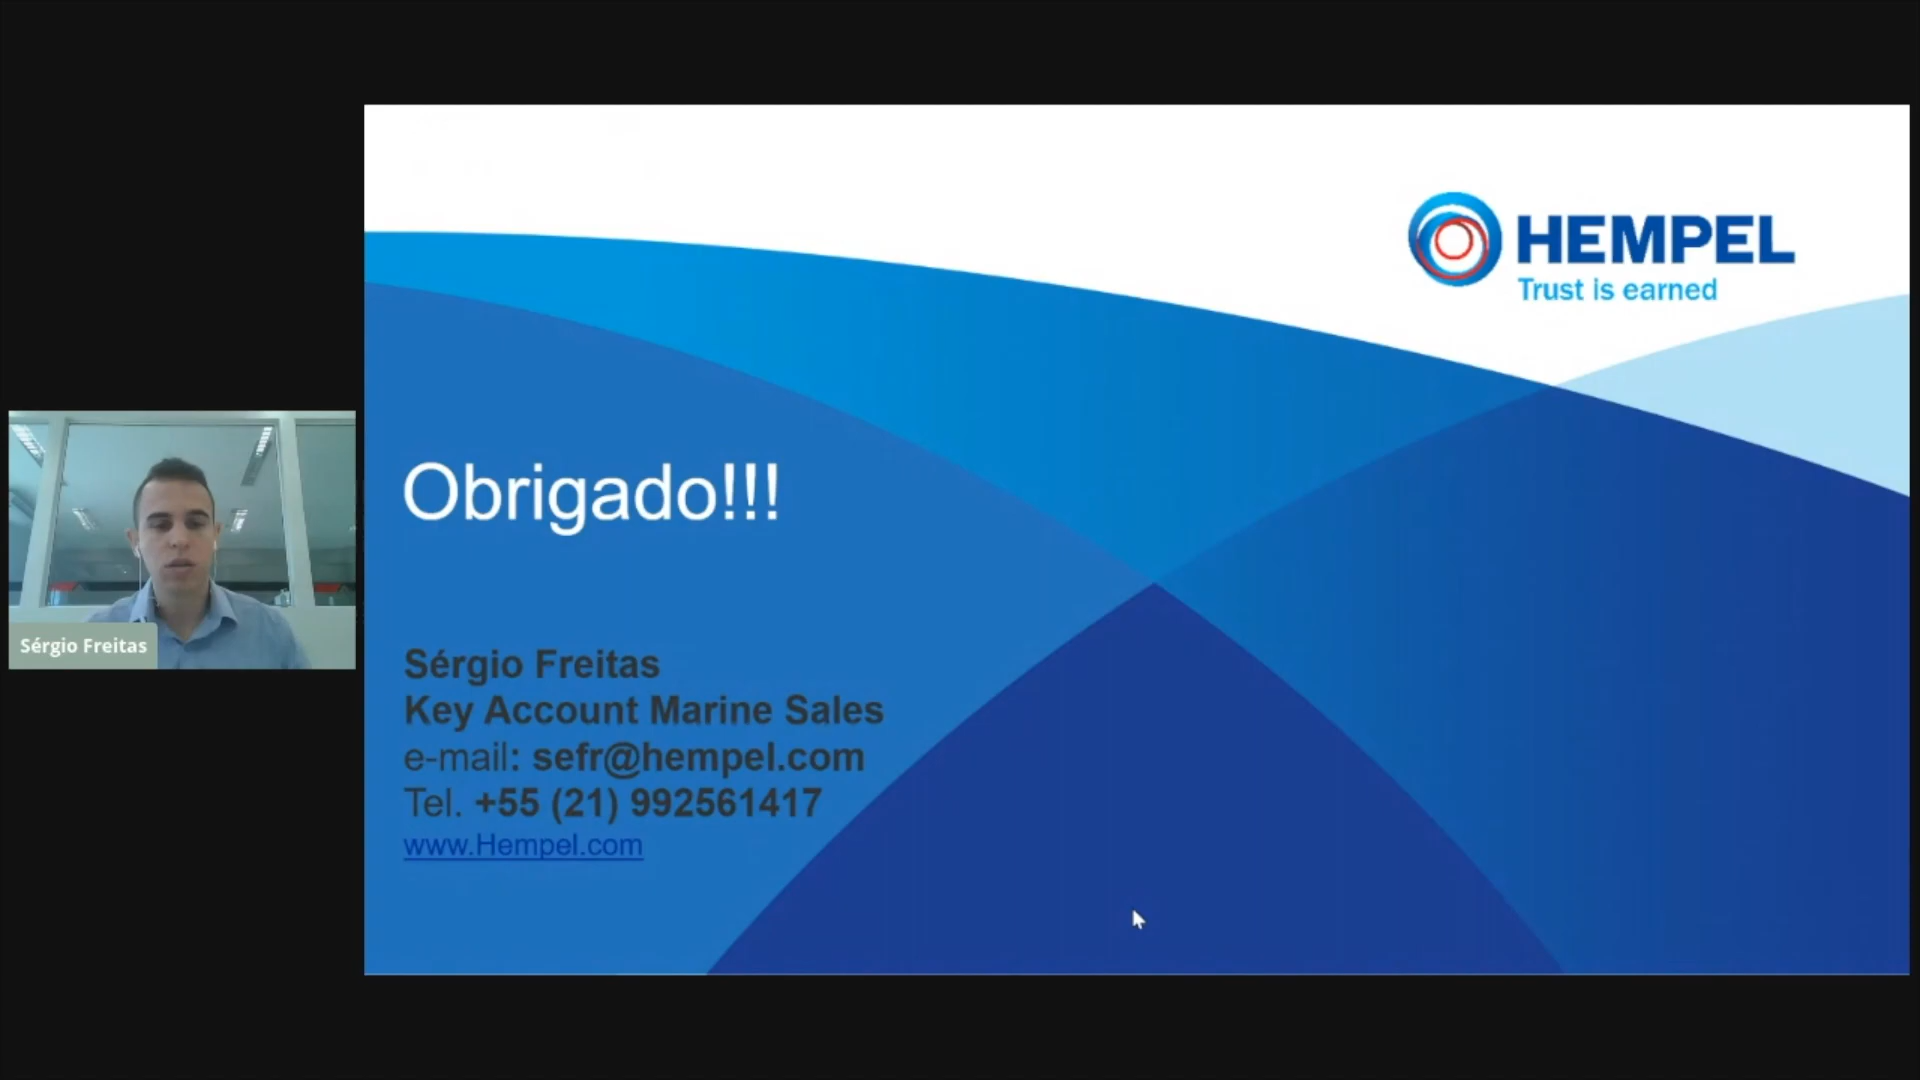 HEMPEL
Trust is earned
Obrigado!!!
Sérgio Freitas
Sérgio Freitas
Key Account Marine Sales
e-mail: sefr@hempel.com
Tel. +55 (21) 992561417
www.Hempel.com